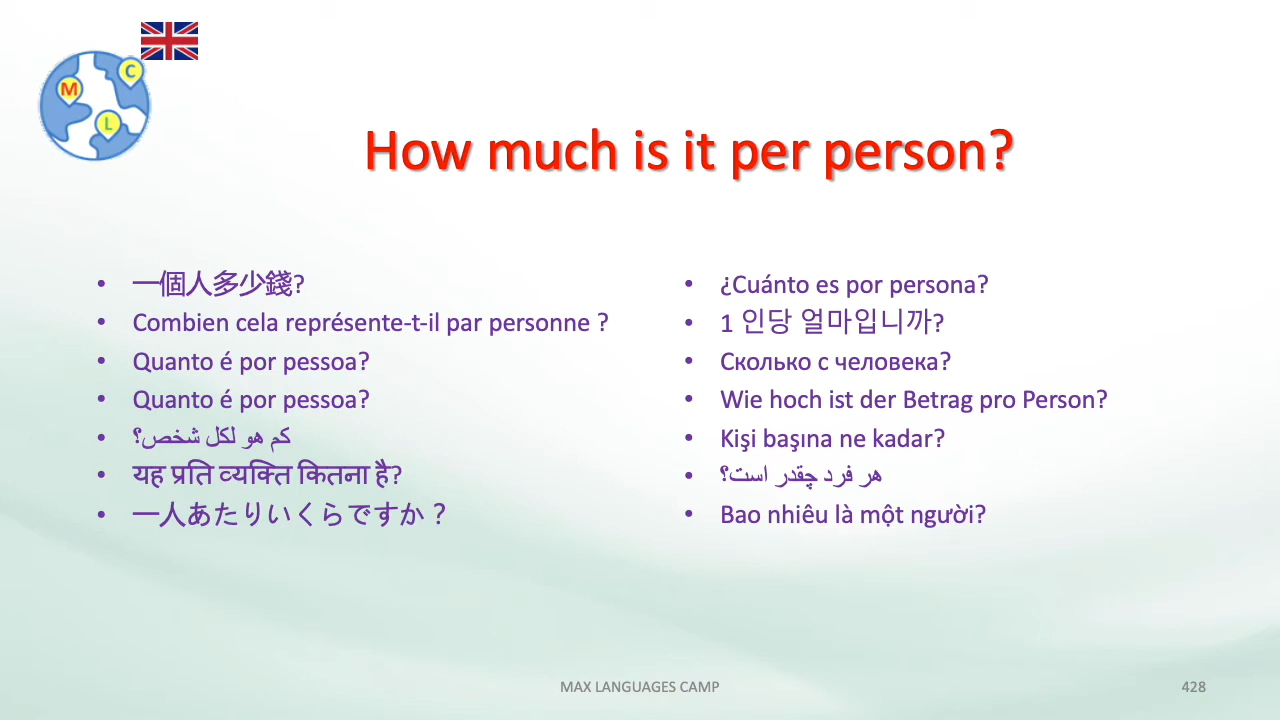 M
C
L
How much is it per person?
• 一個人多少錢?
• Combien cela représente-t-il par personne ?
• Quanto é por pessoa?
• Quanto é por pessoa?
• كم هو لكل شخص؟
• यह प्रति व्यक्ति कितना है?
• 一人あたりいくらですか？
• ¿Cuánto es por persona?
• 1 인당 얼마입니까?
• Сколько с человека?
• Wie hoch ist der Betrag pro Person?
• Kişi başına ne kadar?
• هر فرد چقدر است؟
• Bao nhiêu là một người?
MAX LANGUAGES CAMP
428